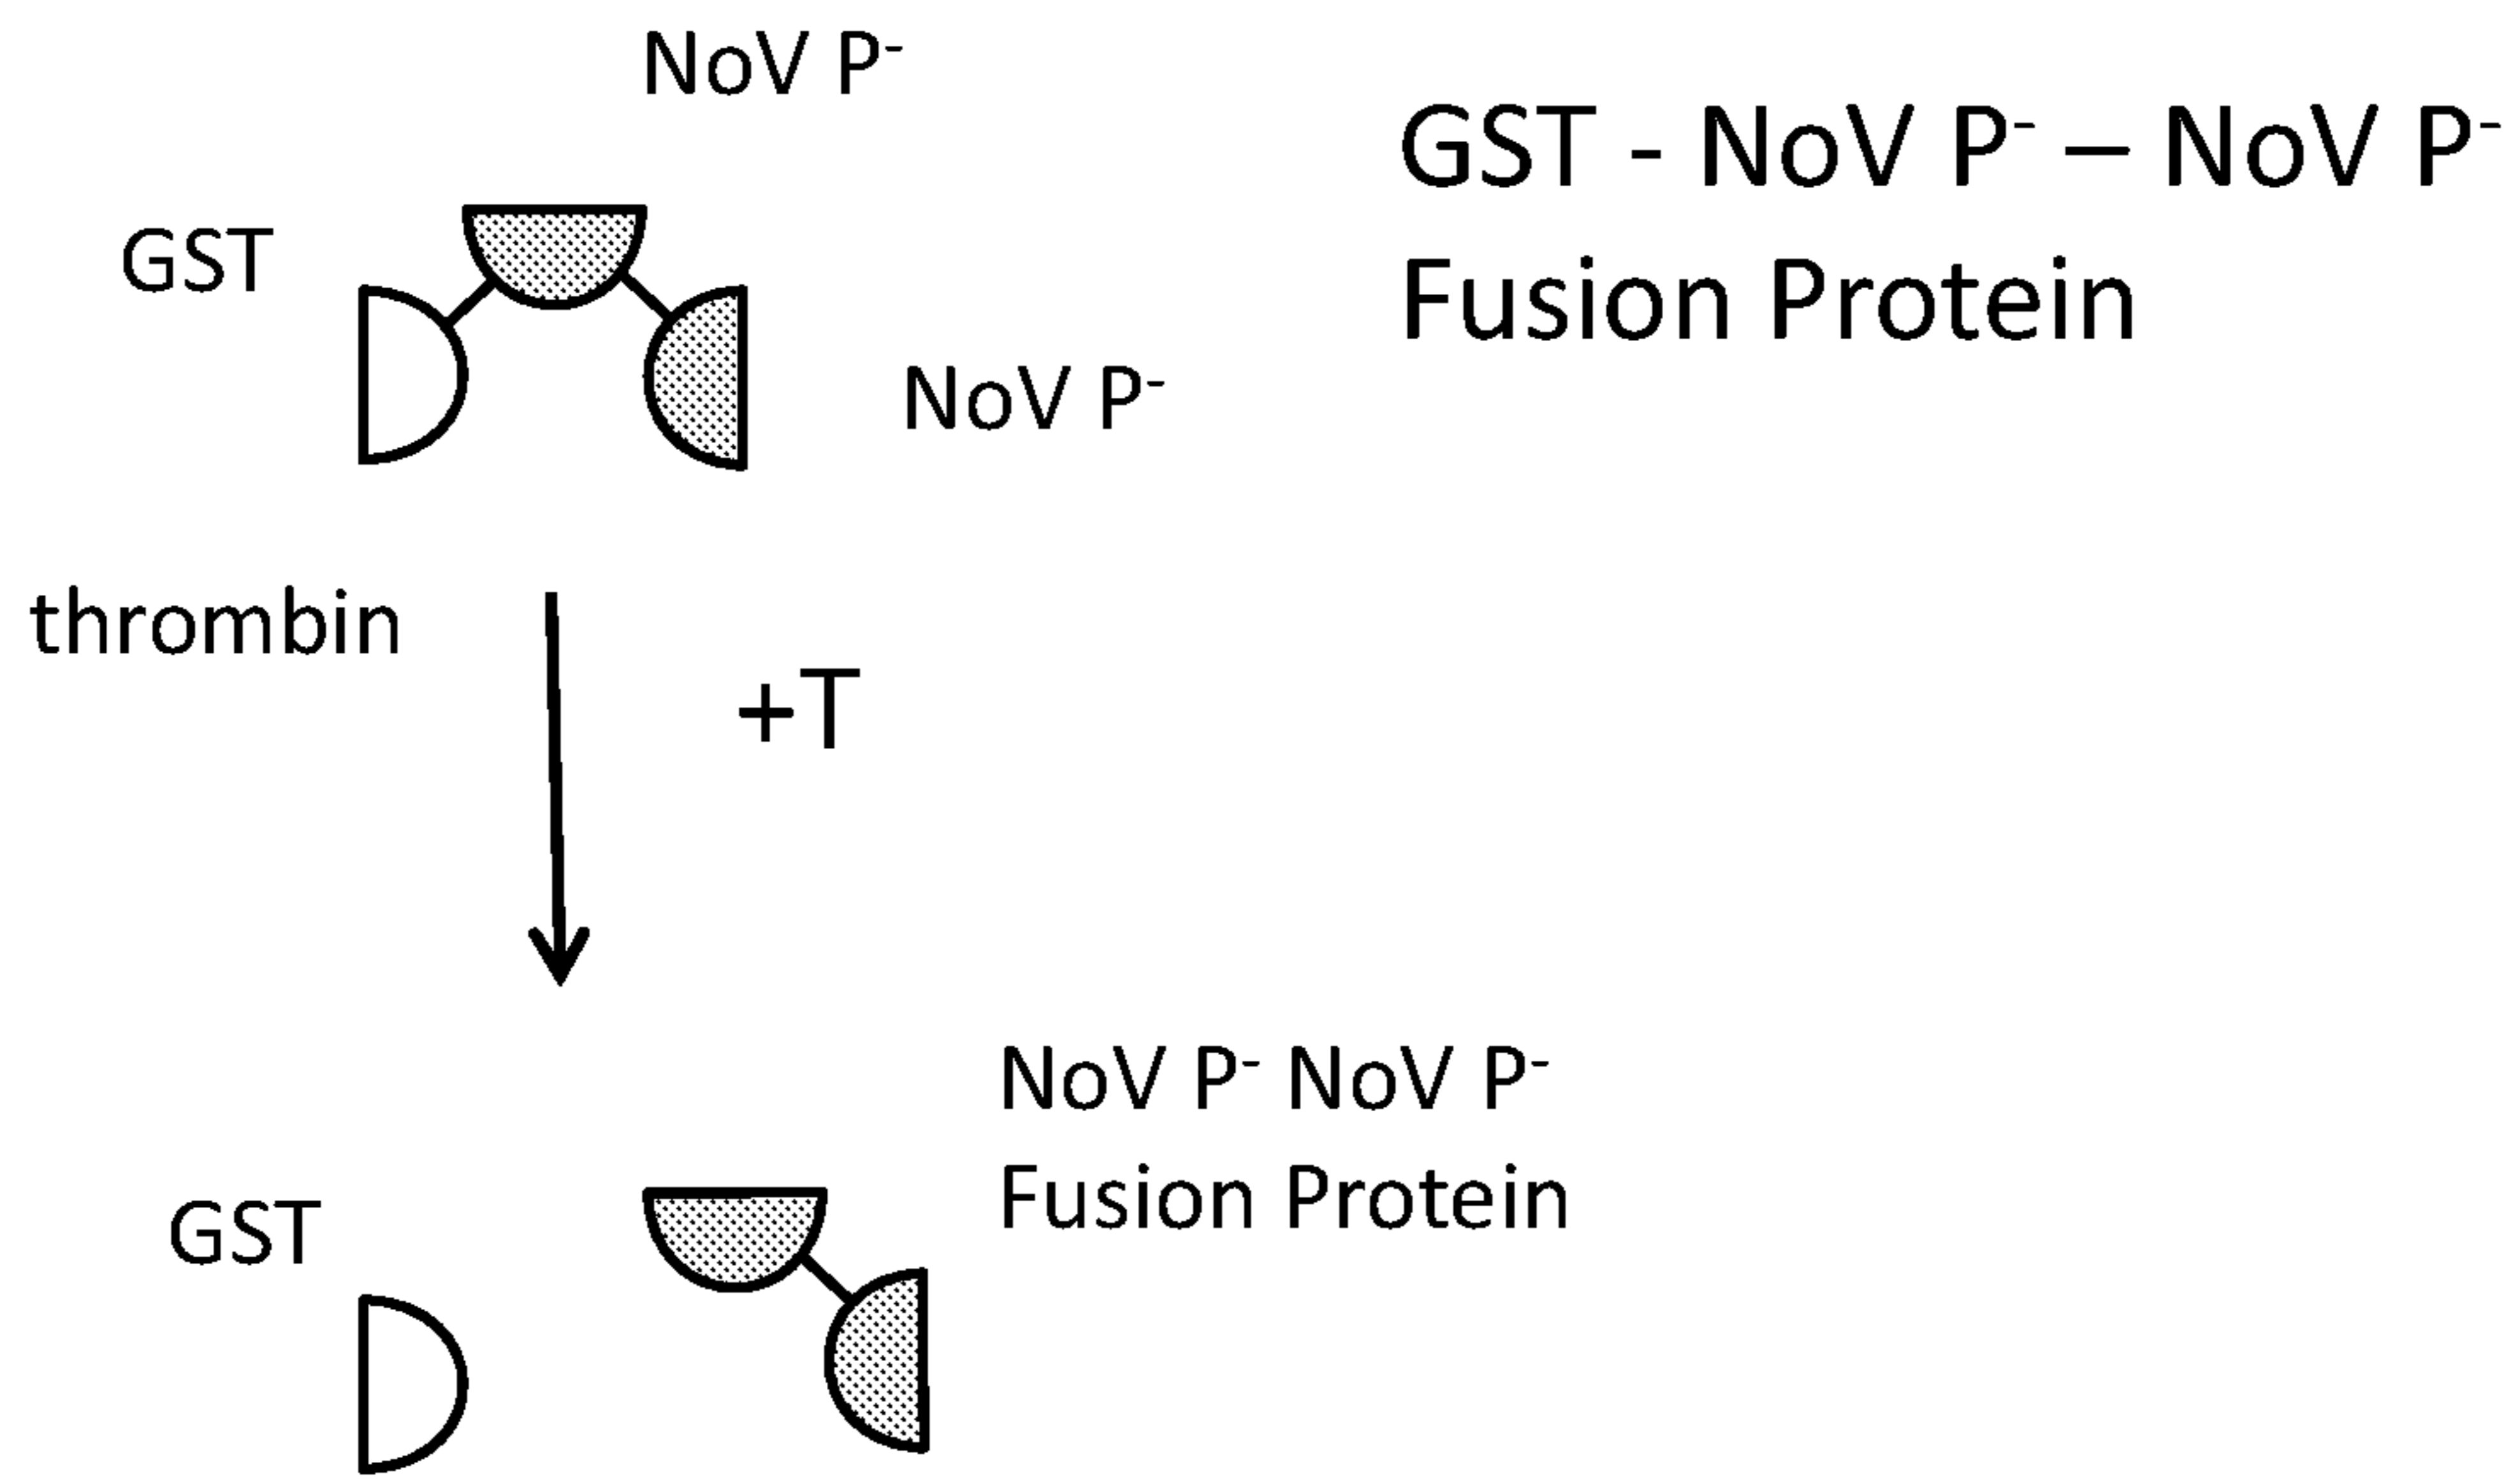 NoV P⁻
GST - NoV P⁻ – NoV P⁻
Fusion Protein
GST
NoV P⁻
thrombin
+T
NoV P⁻ NoV P⁻
Fusion Protein
GST